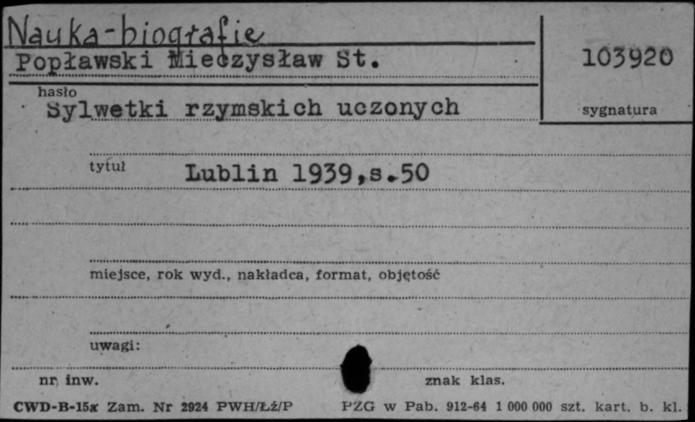 Nauka-biografie
Popławski Mieczysław St.
103920
hasło
Sylwetki rzymskich uczonych
sygnatura
tytuł
Lublin 1939,s.50
miejsce, rok wyd., nakładca, format, objętość
uwagi:
nr. inw.
znak klas.
CWD-B-15x Zam. Nr 2924 PWH/Łź/P PZG w Pab. 912-64 1 000 000 szt. kart. b. kl.